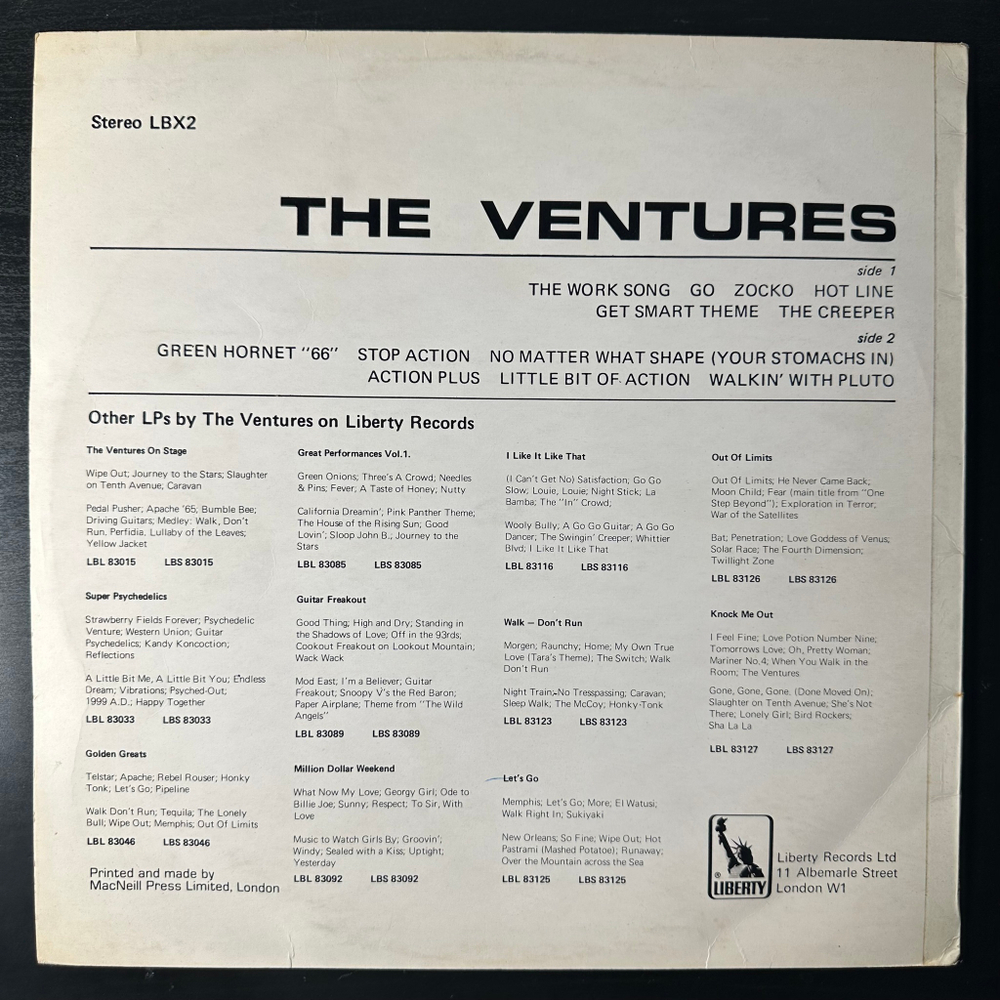 Stereo LBX2
THE VENTURES
side 1
THE WORK SONG GO ZOCKO HOT LINE
GET SMART THEME THE CREEPER
side 2
GREEN HORNET "66" STOP ACTION NO MATTER WHAT SHAPE (YOUR STOMACHS IN)
ACTION PLUS LITTLE BIT OF ACTION WALKIN' WITH PLUTO
Other LPs by The Ventures on Liberty Records
The Ventures On Stage
Wipe Out; Journey to the Stars; Slaughter
on Tenth Avenue; Caravan
Pedal Pusher; Apache '65; Bumble Bee;
Driving Guitars; Medley: Walk, Don't
Run, Perfidia, Lullaby of the Leaves;
Yellow Jacket
LBL 83015 LBS 83015
Super Psychedelics
Strawberry Fields Forever; Psychedelic
Venture; Western Union; Guitar
Psychedelics; Kandy Koncoction;
Reflections
A Little Bit Me, A Little Bit You; Endless
Dream; Vibrations; Psyched-Out;
1999 A.D.; Happy Together
LBL 83033 LBS 83033
Golden Greats
Telstar; Apache; Rebel Rouser; Honky
Tonk; Let's Go; Pipeline
Walk Don't Run; Tequila; The Lonely
Bull; Wipe Out; Memphis; Out Of Limits
LBL 83046 LBS 83046
Printed and made by
MacNeill Press Limited, London
Great Performances Vol.1.
Green Onions; Three's A Crowd; Needles
& Pins; Fever; A Taste of Honey; Nutty
California Dreamin'; Pink Panther Theme;
The House of the Rising Sun; Good
Lovin'; Sloop John B., Journey to the
Stars
LBL 83085 LBS 83085
Guitar Freakout
Good Thing; High and Dry; Standing in
the Shadows of Love; Off in the 93rds;
Cookout Freakout on Lookout Mountain;
Wack Wack
Mod East; I'm a Believer; Guitar
Freakout; Snoopy V's the Red Baron;
Paper Airplane; Theme from "The Wild
Angels"
LBL 83089 LBS 83089
Million Dollar Weekend
What Now My Love; Georgy Girl; Ode to
Billie Joe; Sunny; Respect; To Sir, With
Love
Music to Watch Girls By; Groovin';
Windy; Sealed with a Kiss; Uptight;
Yesterday
LBL 83092 LBS 83092
I Like It Like That
(I Can't Get No) Satisfaction; Go Go
Slow; Louie, Louie; Night Stick; La
Bamba; The "In" Crowd;
Wooly Bully; A Go Go Guitar; A Go Go
Dancer; The Swingin' Creeper; Whittier
Blvd; I Like It Like That
LBL 83116 LBS 83116
Walk – Don't Run
Morgen; Raunchy; Home; My Own True
Love (Tara's Theme); The Switch; Walk
Don't Run
Night Train; No Tresspassing; Caravan;
Sleep Walk; The McCoy; Honky-Tonk
LBL 83123 LBS 83123
Let's Go
Memphis; Let's Go; More; El Watusi;
Walk Right In; Sukiyaki
New Orleans; So Fine; Wipe Out; Hot
Pastrami (Mashed Potatoe); Runaway;
Over the Mountain across the Sea
LBL 83125 LBS 83125
Out Of Limits
Out Of Limits; He Never Came Back;
Moon Child; Fear (main title from "One
Step Beyond"); Exploration in Terror;
War of the Satellites
Bat; Penetration; Love Goddess of Venus;
Solar Race; The Fourth Dimension;
Twillight Zone
LBL 83126 LBS 83126
Knock Me Out
I Feel Fine; Love Potion Number Nine;
Tomorrows Love; Oh, Pretty Woman;
Mariner No.4; When You Walk in the
Room; The Ventures
Gone, Gone, Gone. (Done Moved On);
Slaughter on Tenth Avenue; She's Not
There; Lonely Girl; Bird Rockers;
Sha La La
LBL 83127 LBS 83127
® LIBERTY
Liberty Records Ltd
11 Albemarle Street
London W1